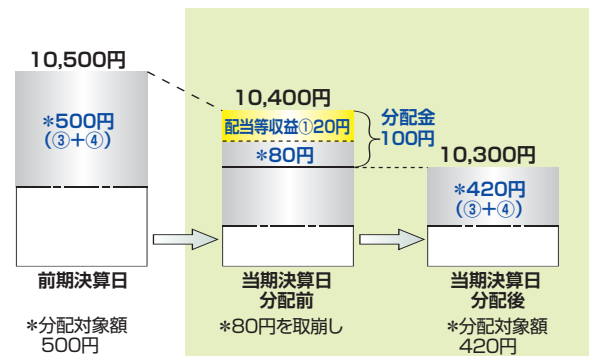 10,500円
＊500円
(③＋④)
前期決算日
＊分配対象額
500円
10,400円
配当等収益①20円
＊80円
分配金
100円
当期決算日
分配前
＊80円を取崩し
10,300円
＊420円
(③＋④)
当期決算日
分配後
＊分配対象額
420円